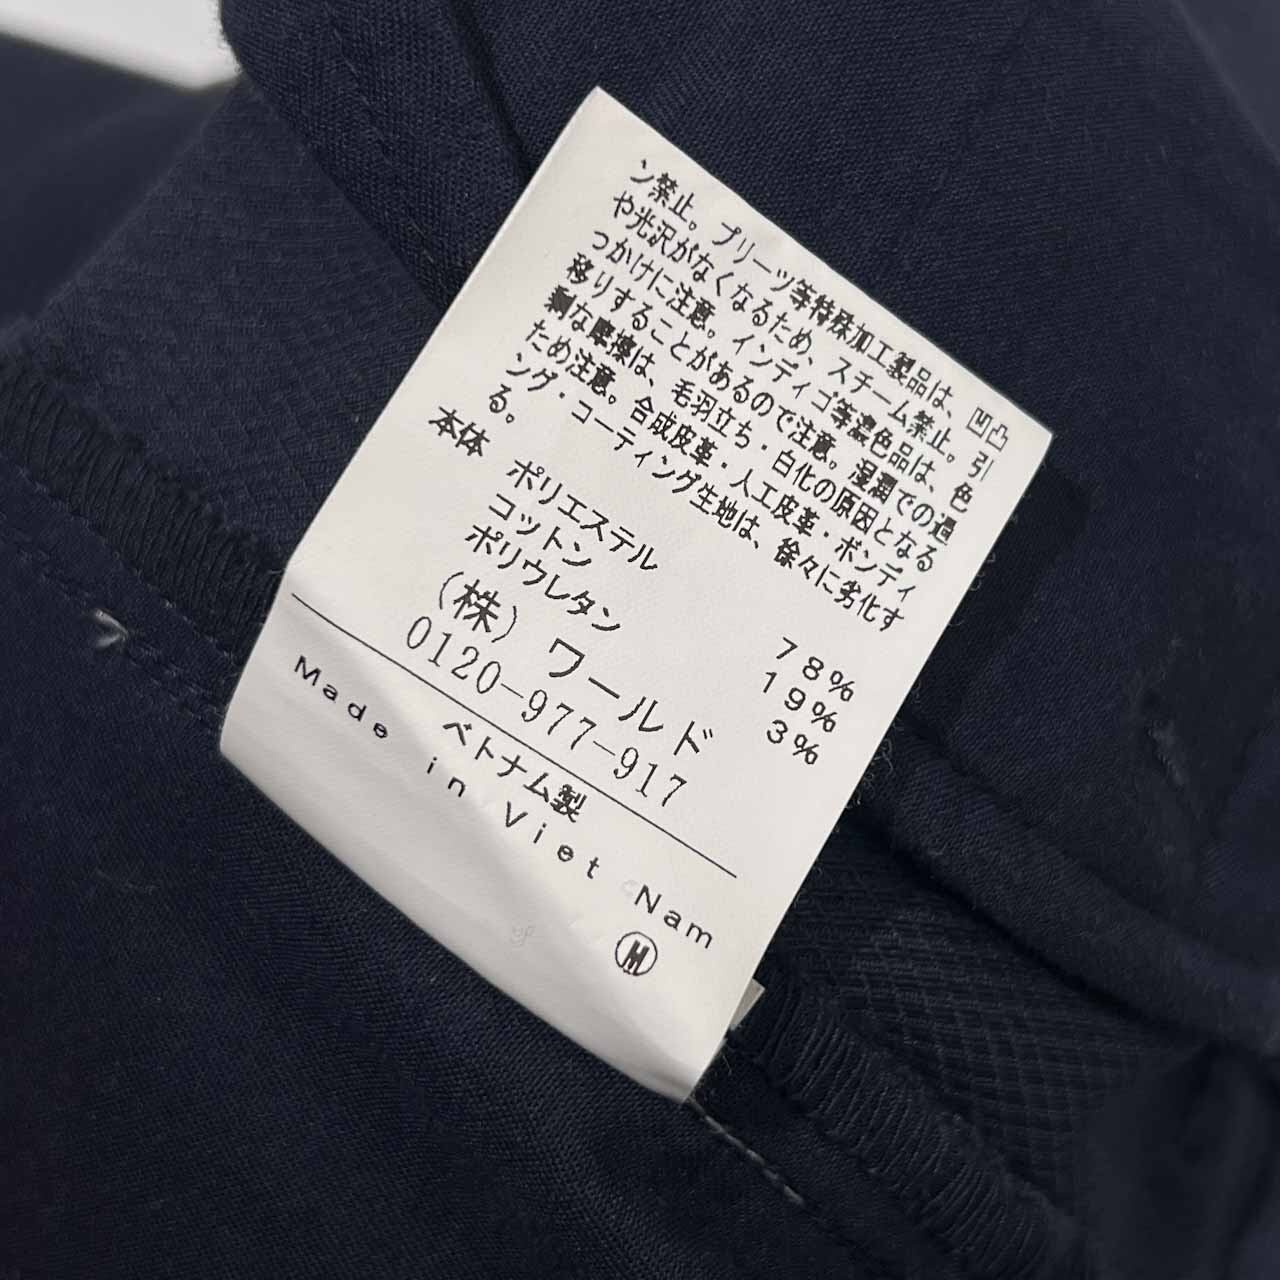 ン禁止。プリーツ等特殊加工製品は、凹凸
や光沢がなくなるため、スチーム禁止。引
っかけに注意。インディゴ等濃色品は、色
移りすることがあるので注意。湿潤での過
剰な摩擦は、毛羽立ち・白化の原因となる
ため注意。合成皮革・人工皮革・ボンディ
ング・コーティング生地は、徐々に劣化す
る。
本体 ポリエステル 78%
コットン 19%
ポリウレタン 3%
(株)ワールド
0120-977-917
ベトナム製
Made in Viet Nam
M